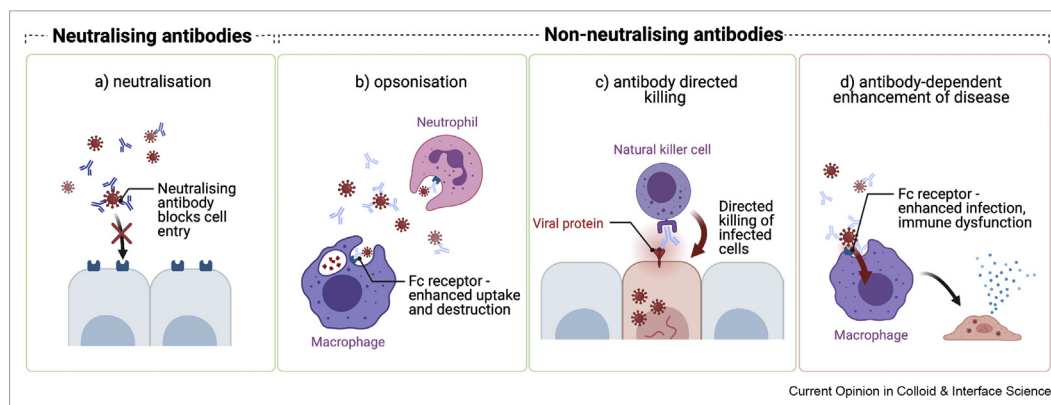 Neutralising antibodies
Non-neutralising antibodies
a) neutralisation
Neutralising
antibody
blocks cell
entry
b) opsonisation
Neutrophil
Fc receptor -
enhanced uptake
and destruction
Macrophage
c) antibody directed
killing
Natural killer cell
Viral protein
Directed
killing of
infected
cells
d) antibody-dependent
enhancement of disease
Fc receptor -
enhanced infection,
immune dysfunction
Macrophage
Current Opinion in Colloid & Interface Science